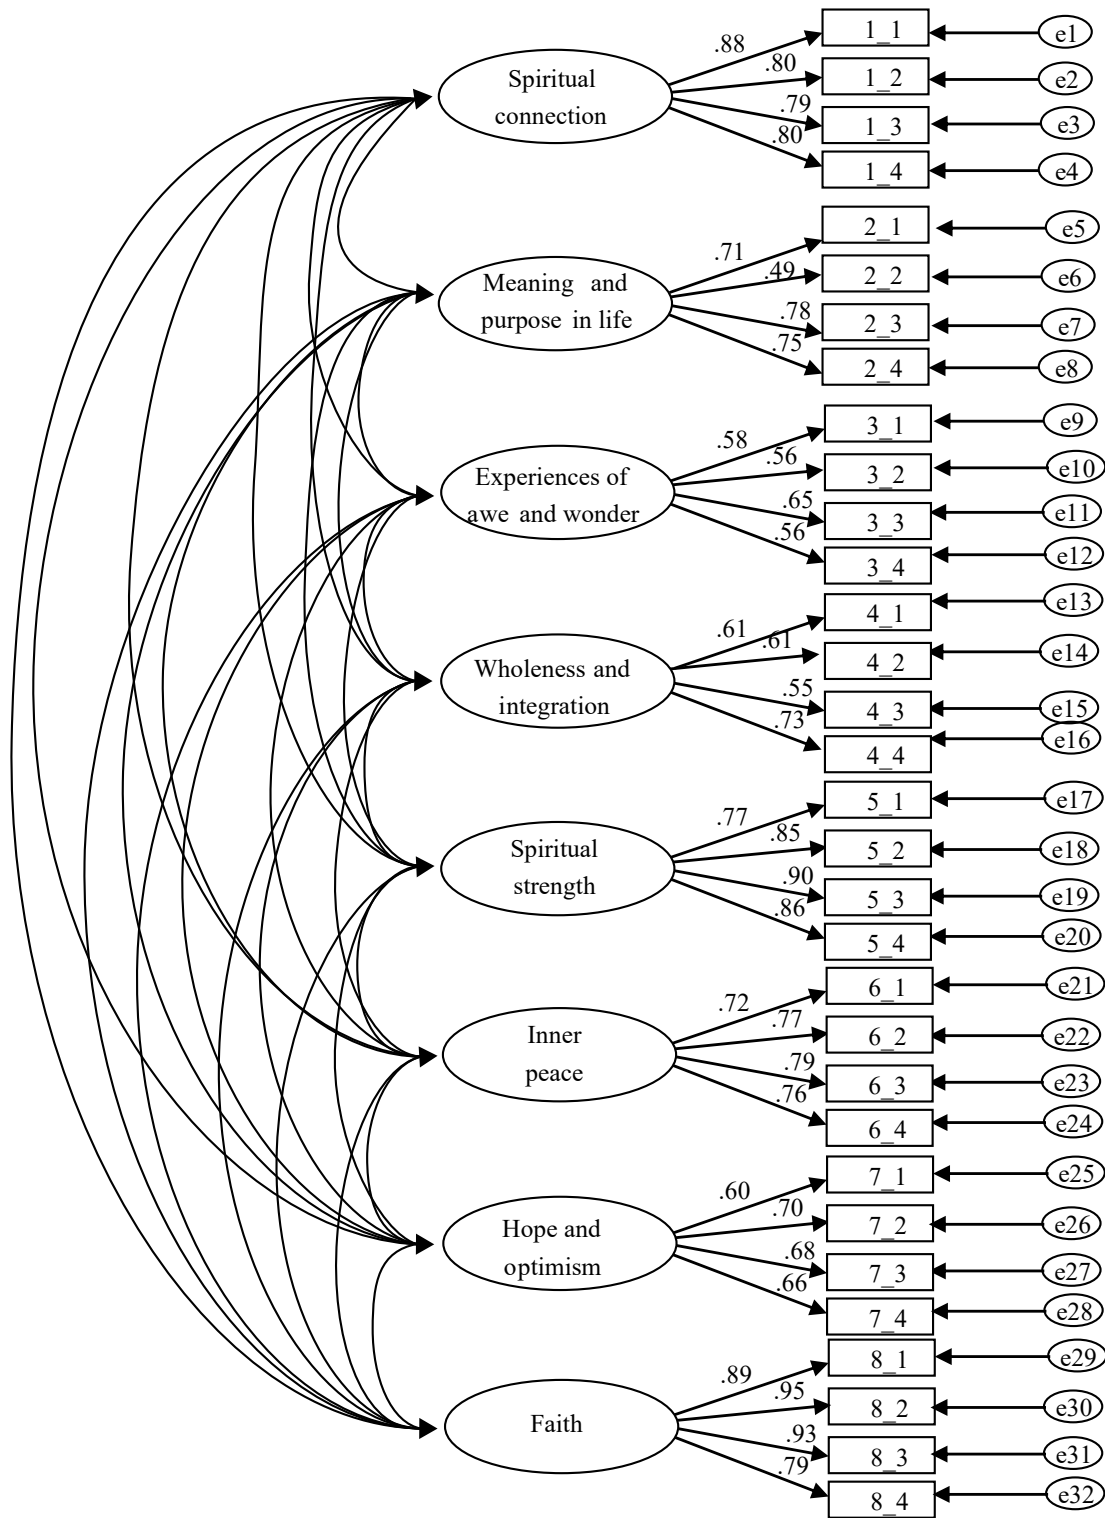 1_1
e1
.88
Spiritual
connection
.80
1_2
e2
.79
1_3
e3
.80
1_4
e4
2_1
e5
.71
Meaning and
purpose in life
.49
2_2
e6
.78
2_3
e7
.75
2_4
e8
3_1
e9
.58
Experiences of
awe and wonder
.56
3_2
e10
.65
3_3
e11
.56
3_4
e12
4_1
e13
.61
Wholeness and
integration
.61
4_2
e14
.55
4_3
e15
.73
4_4
e16
5_1
e17
.77
Spiritual
strength
.85
5_2
e18
.90
5_3
e19
.86
5_4
e20
6_1
e21
.72
Inner
peace
.77
6_2
e22
.79
6_3
e23
.76
6_4
e24
7_1
e25
.60
Hope and
optimism
.70
7_2
e26
.68
7_3
e27
.66
7_4
e28
8_1
e29
.89
Faith
.95
8_2
e30
.93
8_3
e31
.79
8_4
e32